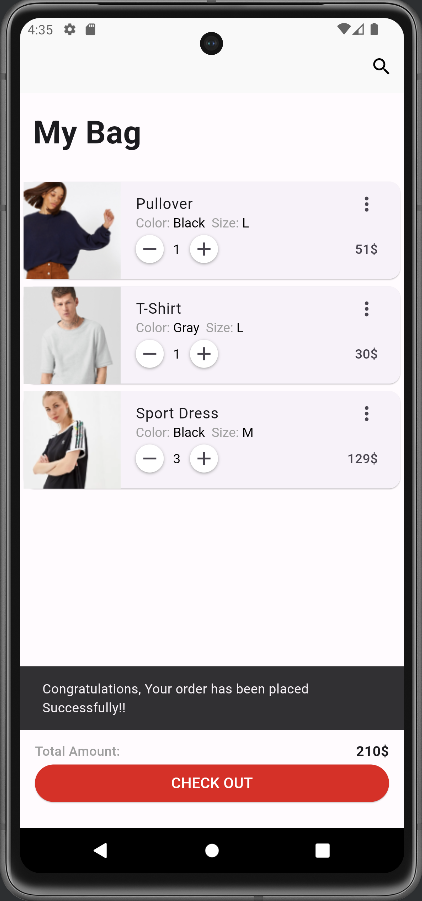 4:35
My Bag
Pullover
Color: Black Size: L
1
51$
T-Shirt
Color: Gray Size: L
1
30$
Sport Dress
Color: Black Size: M
3
129$
Congratulations, Your order has been placed
Successfully!!
Total Amount: 210$
CHECK OUT